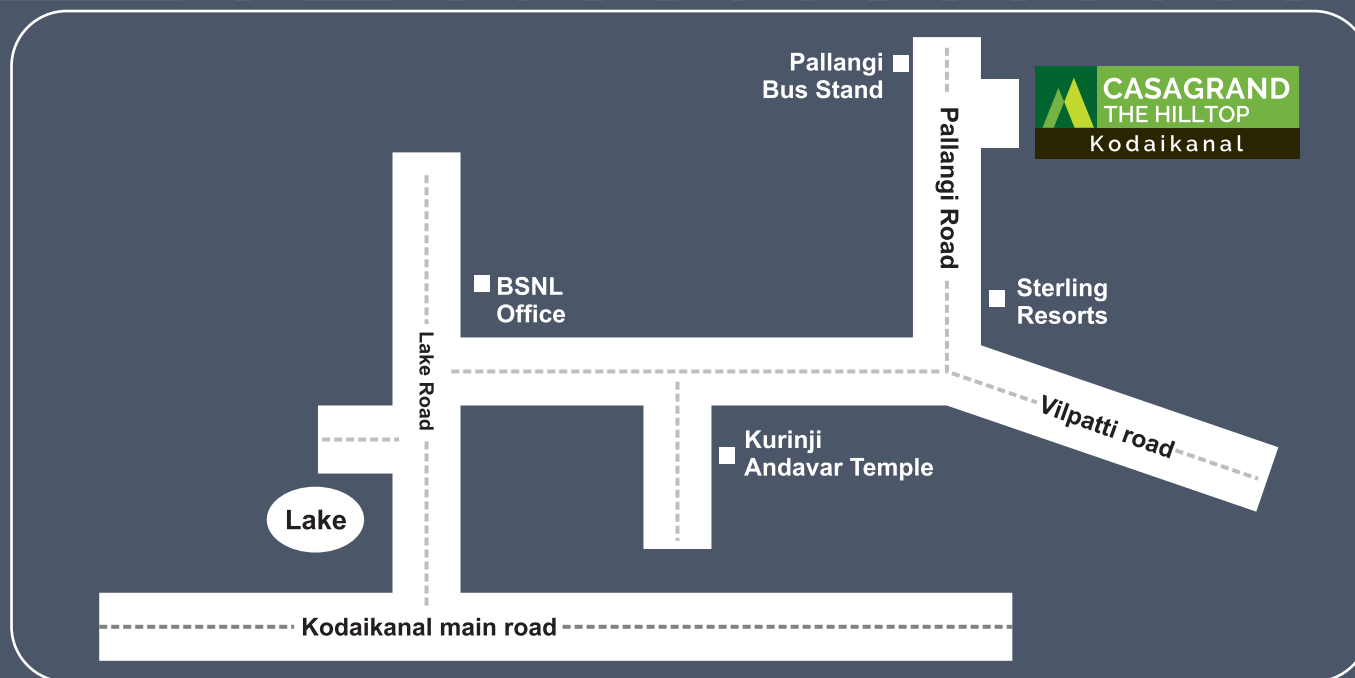 Pallangi
Bus Stand
CASAGRAND
THE HILLTOP
Kodaikanal
Pallangi Road
BSNL
Office
Sterling
Resorts
Lake Road
Vilpatti road
Kurinji
Andavar Temple
Lake
Kodaikanal main road